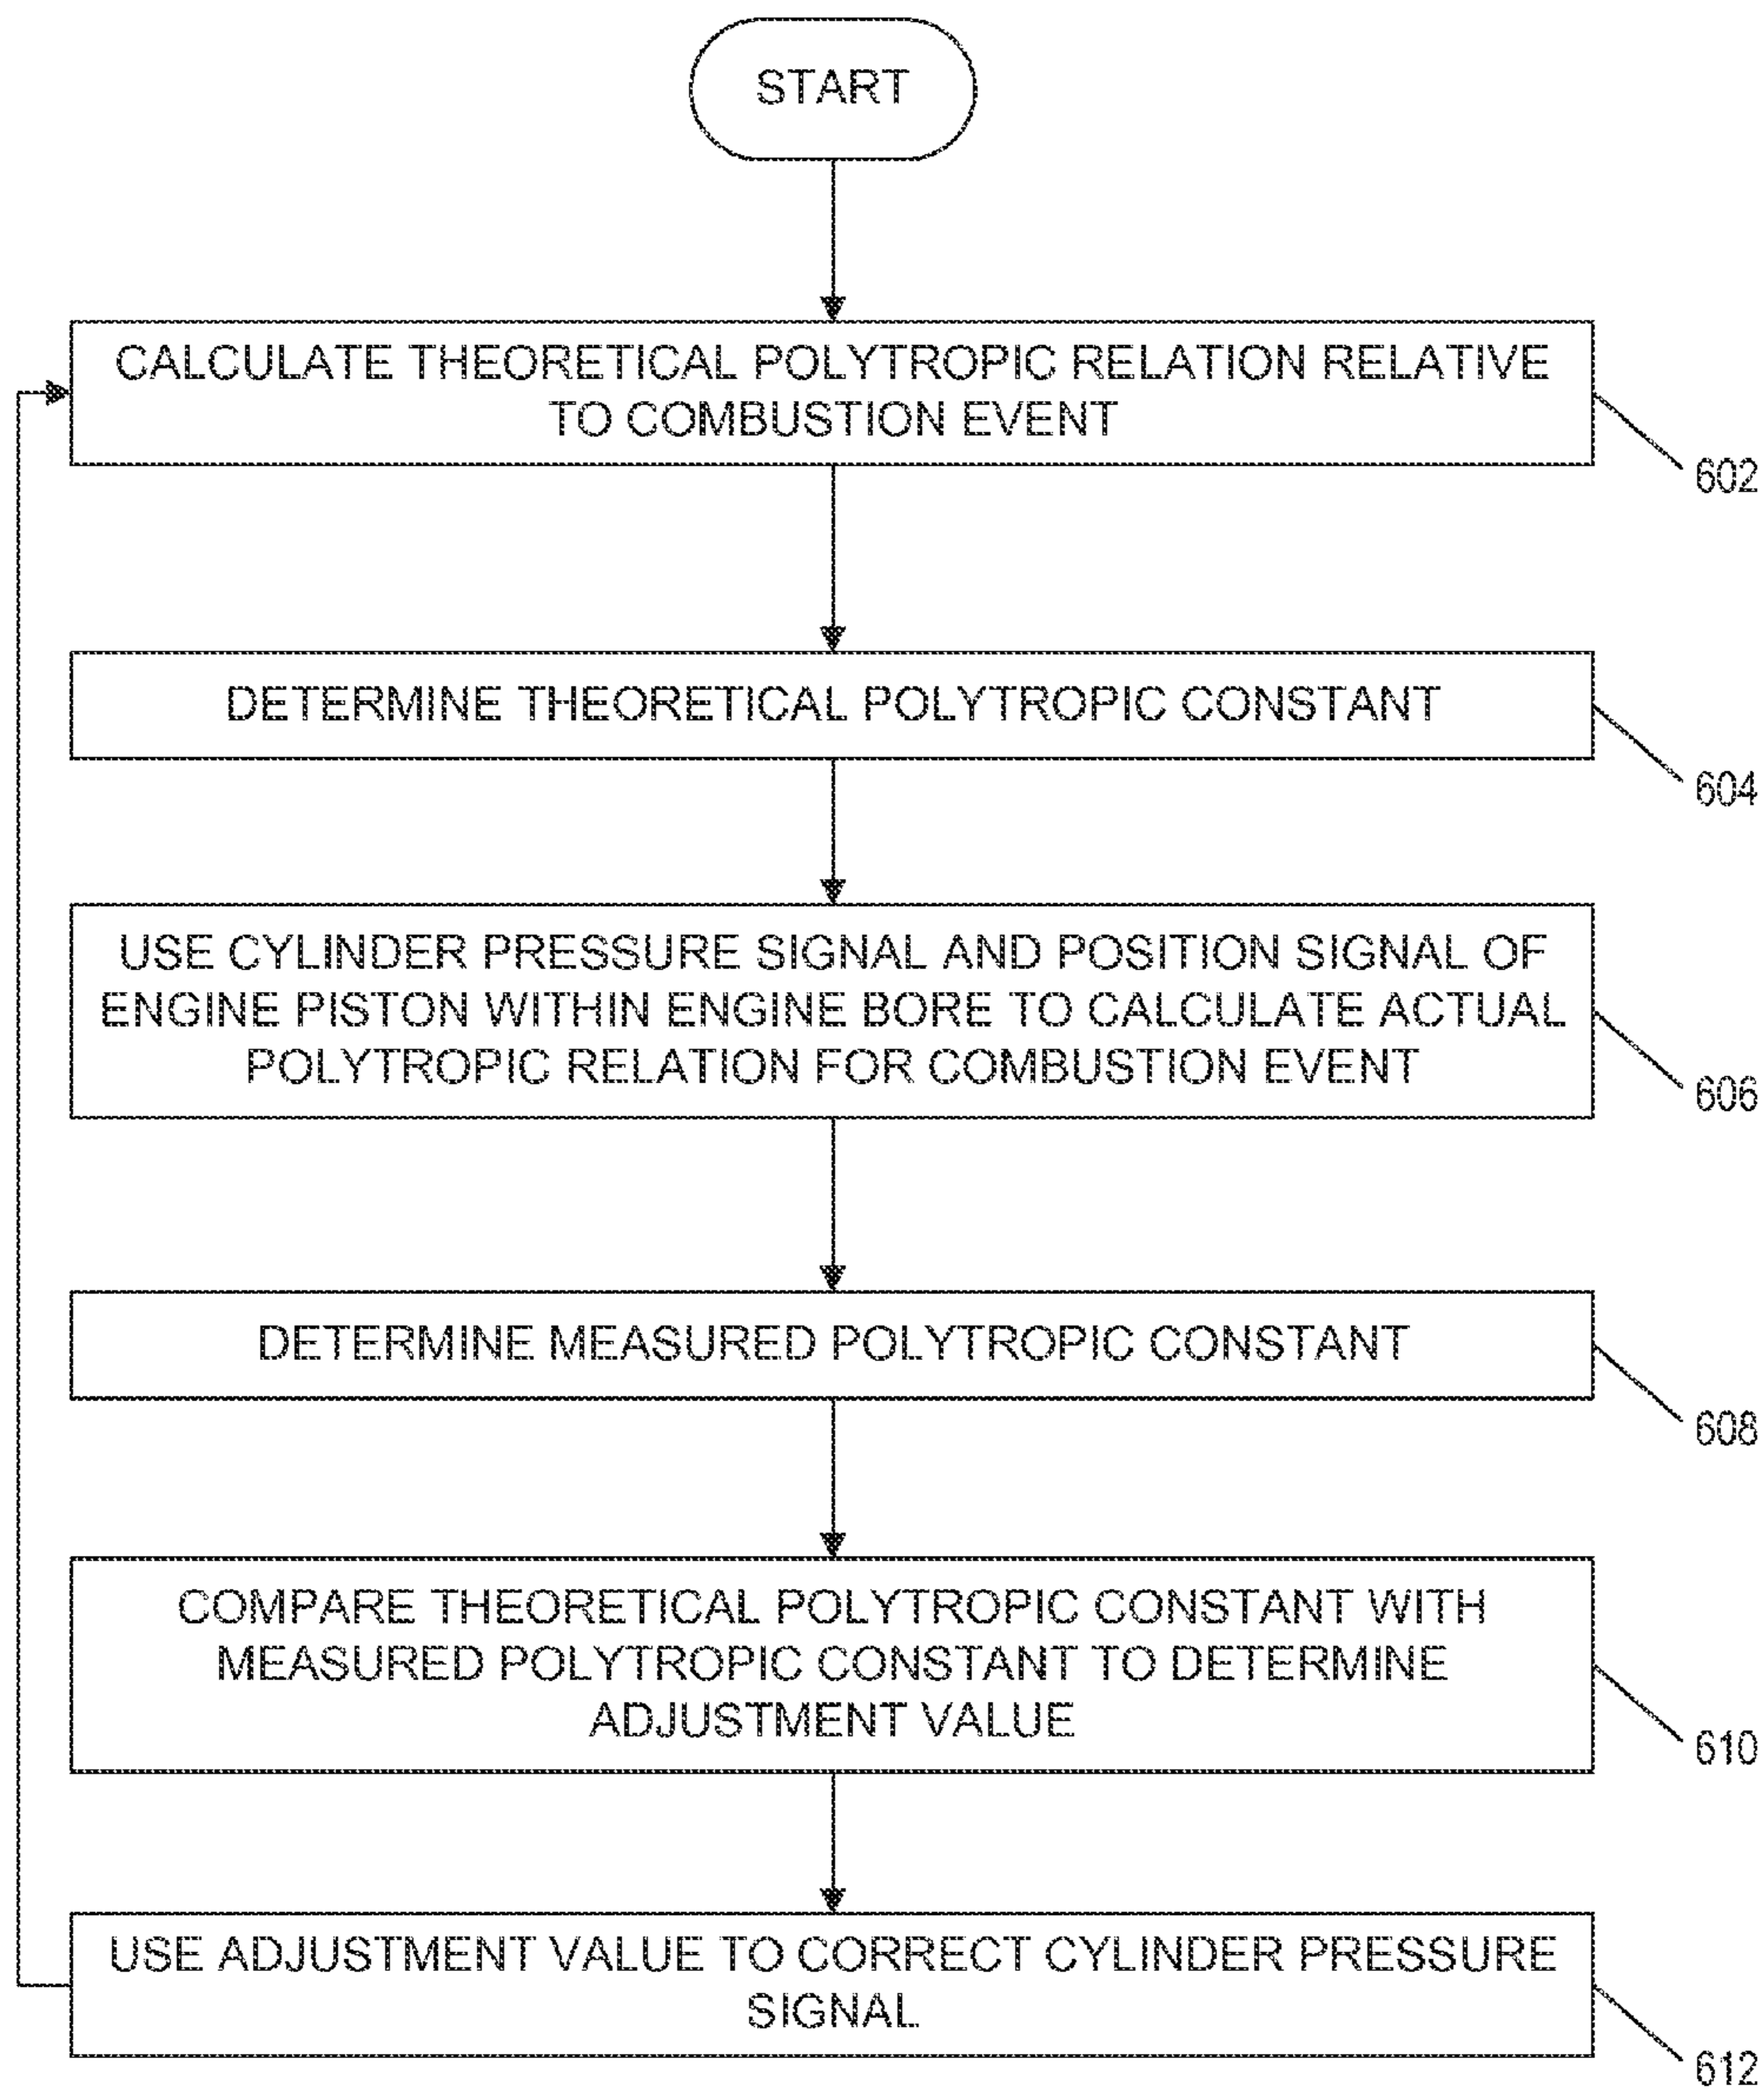 START
CALCULATE THEORETICAL POLYTROPIC RELATION RELATIVE
TO COMBUSTION EVENT
602
DETERMINE THEORETICAL POLYTROPIC CONSTANT
604
USE CYLINDER PRESSURE SIGNAL AND POSITION SIGNAL OF
ENGINE PISTON WITHIN ENGINE BORE TO CALCULATE ACTUAL
POLYTROPIC RELATION FOR COMBUSTION EVENT
606
DETERMINE MEASURED POLYTROPIC CONSTANT
608
COMPARE THEORETICAL POLYTROPIC CONSTANT WITH
MEASURED POLYTROPIC CONSTANT TO DETERMINE
ADJUSTMENT VALUE
610
USE ADJUSTMENT VALUE TO CORRECT CYLINDER PRESSURE
SIGNAL
612